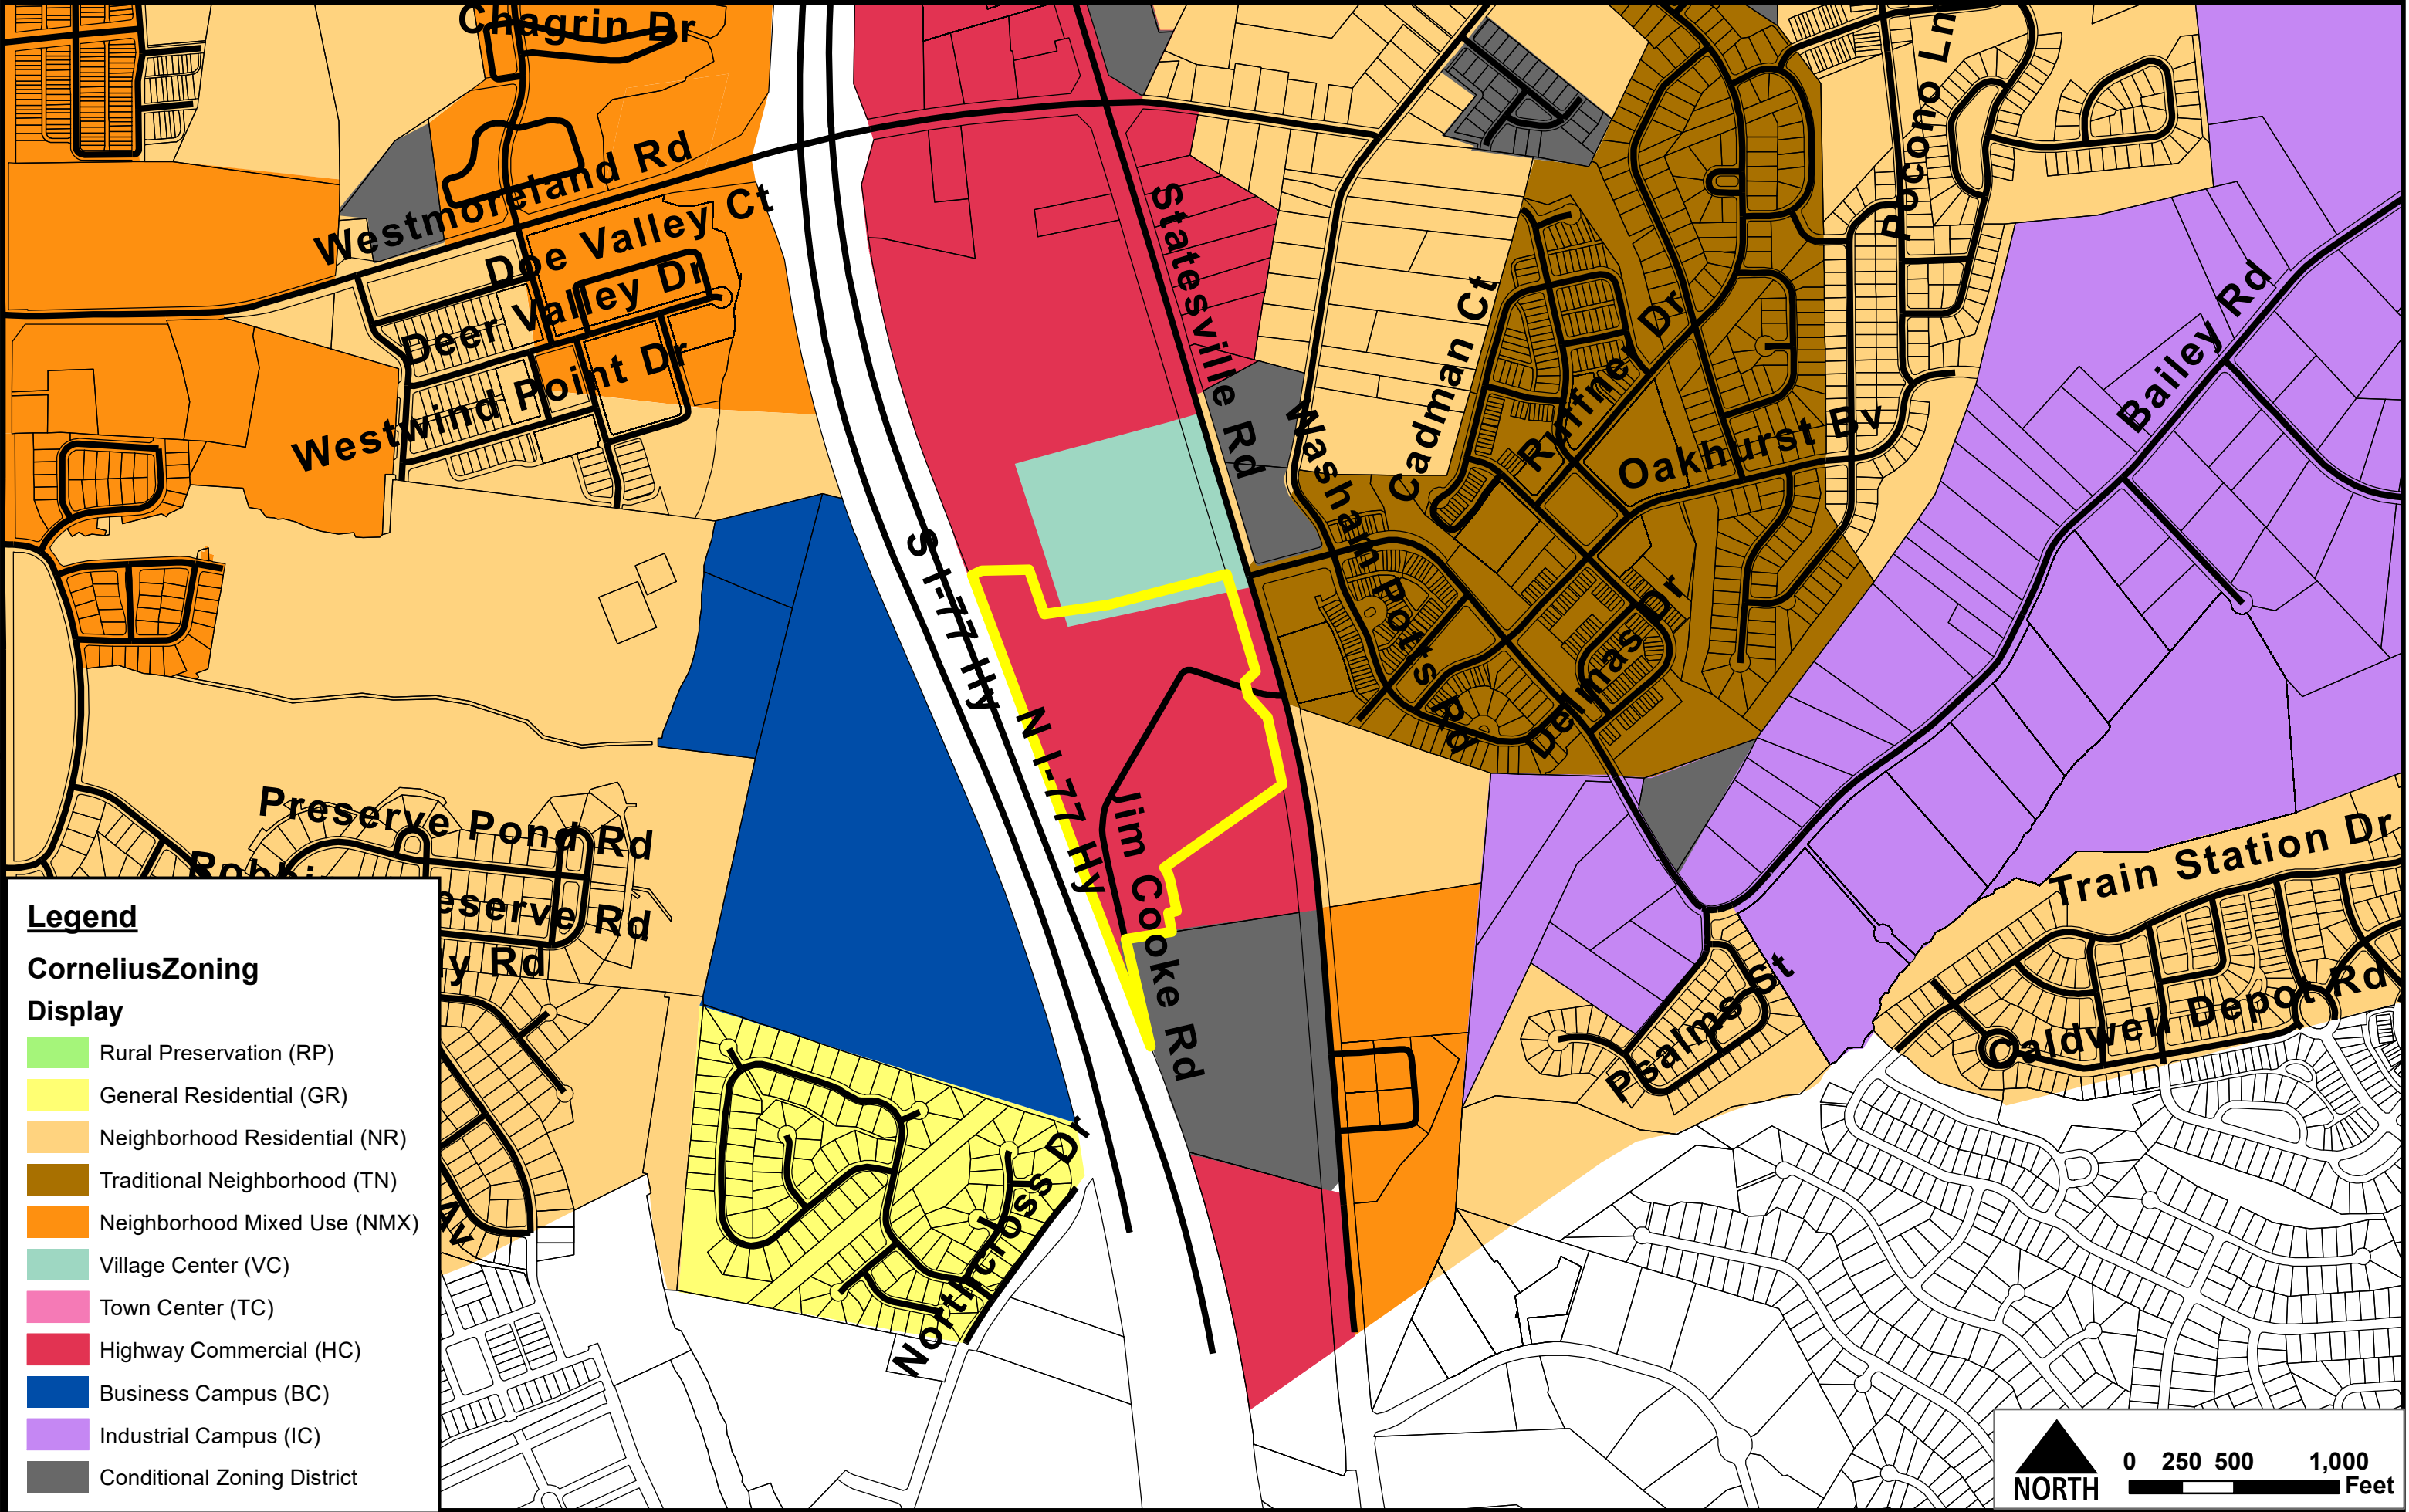 Chagrin Dr
Pocono Ln
Westmoreland Rd
Doe Valley Ct
Statesville Rd
Deer Valley Dr
Cadman Ct
Ruffner Dr
Bailey Rd
Westwind Point Dr
Washam Potts Rd
Oakhurst Bv
S I-77 Hy
Delmas Dr
N I-77 Hy
Preserve Pond Rd
Jim Cooke Rd
Train Station Dr
eserve Rd
y Rd
Psalms St
Caldwell Depot Rd
Northcross Dr
Av
Legend
CorneliusZoning
Display
Rural Preservation (RP)
General Residential (GR)
Neighborhood Residential (NR)
Traditional Neighborhood (TN)
Neighborhood Mixed Use (NMX)
Village Center (VC)
Town Center (TC)
Highway Commercial (HC)
Business Campus (BC)
Industrial Campus (IC)
Conditional Zoning District
NORTH
0 250 500 1,000
Feet